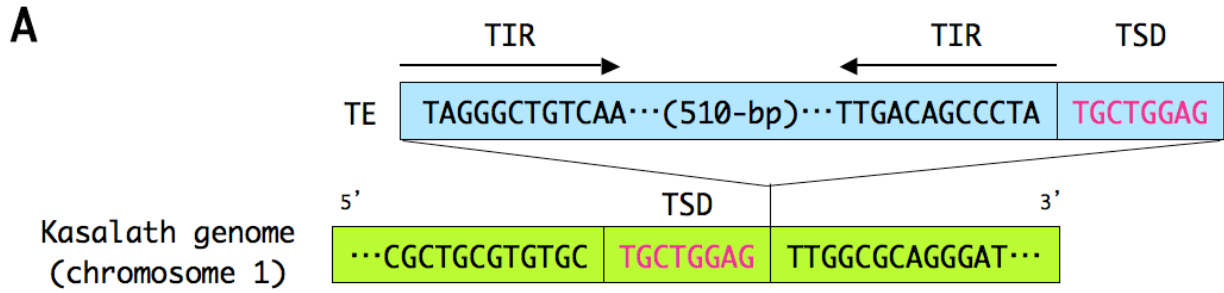 A
TIR TIR TSD
TE TAGGGCTGTCAA···(510-bp)···TTGACAGCCCTA TGCTGGAG
5’ TSD 3’
Kasalath genome
(chromosome 1)
···CGCTGCGTGTGC TGCTGGAG TTGGCGCAGGGAT···